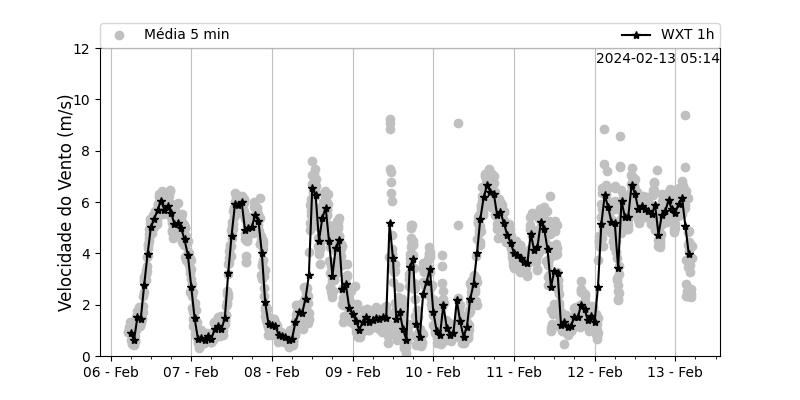 Média 5 min
WXT 1h
2024-02-13 05:14
Velocidade do Vento (m/s)
12
10
8
6
4
2
0
06 - Feb
07 - Feb
08 - Feb
09 - Feb
10 - Feb
11 - Feb
12 - Feb
13 - Feb